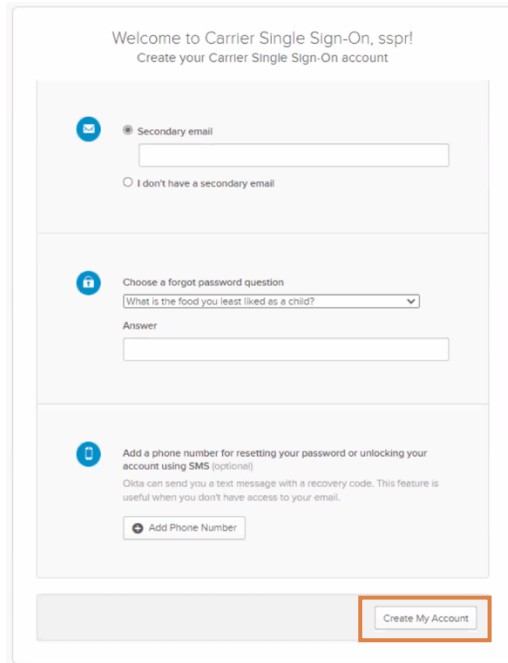 Welcome to Carrier Single Sign-On, sspr!
Create your Carrier Single Sign-On account
Secondary email
I don't have a secondary email
Choose a forgot password question
What is the food you least liked as a child?
Answer
Add a phone number for resetting your password or unlocking your
account using SMS (optional)
Okta can send you a text message with a recovery code. This feature is
useful when you don't have access to your email.
Add Phone Number
Create My Account